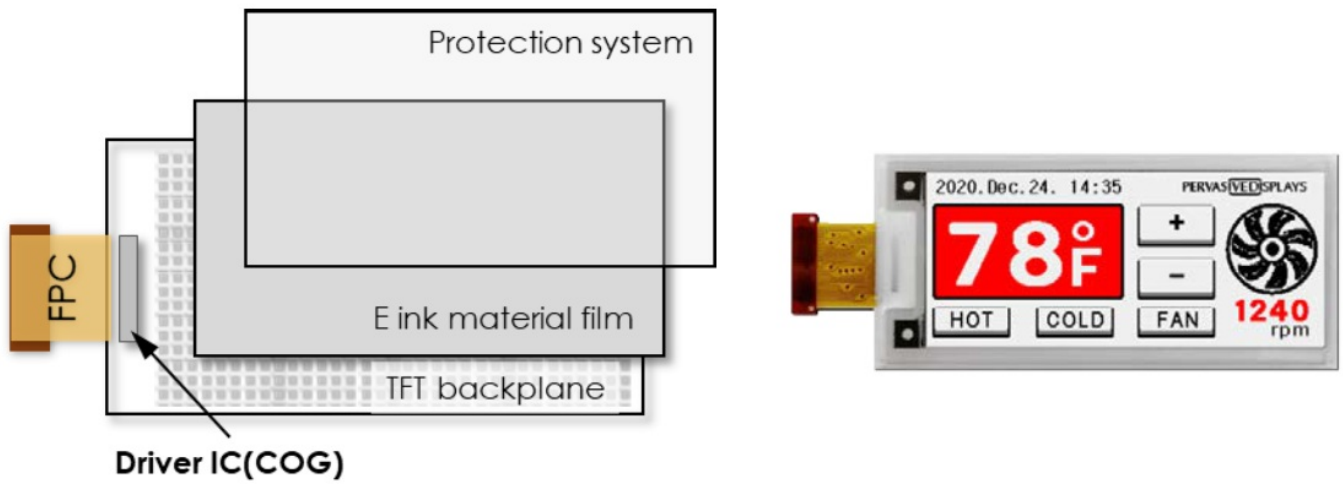 Protection system
E ink material film
TFT backplane
FPC
Driver IC(COG)
2020.Dec.24. 14:35
PERVASIVEDISPLAYS
78°F
+
-
HOT
COLD
FAN
1240
rpm